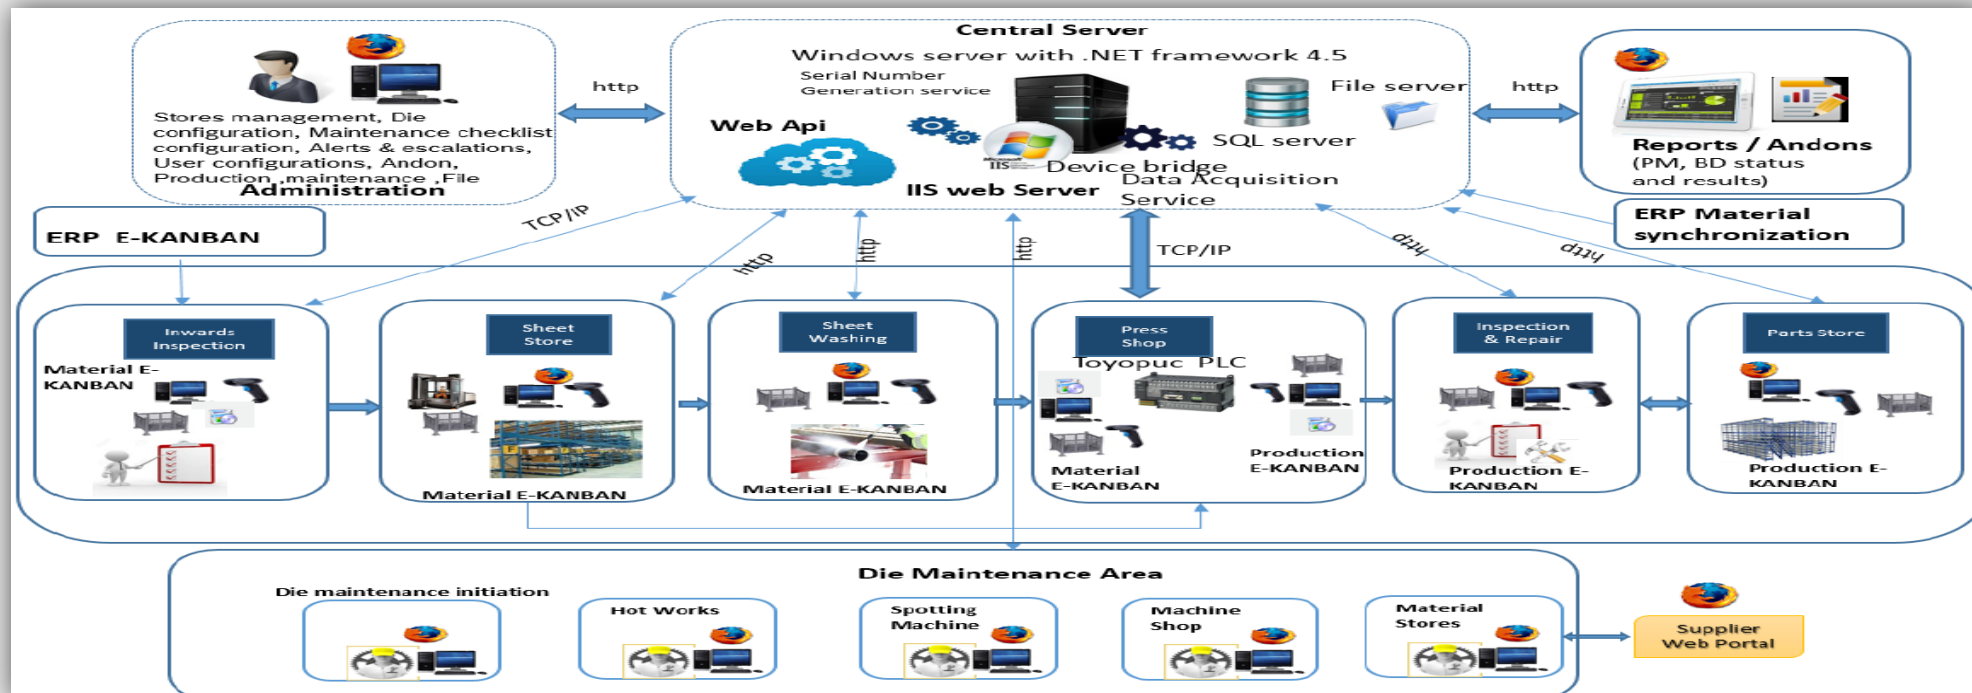 Central Server
Windows server with .NET framework 4.5
Serial Number
Generation service
File server
Web Api
SQL server
Microsoft
IIS
Device bridge
IIS web Server
Data Acquisition
Service
http
http
Stores management, Die
configuration, Maintenance checklist
configuration, Alerts & escalations,
User configurations, Andon,
Production ,maintenance ,File
Administration
Reports / Andons
(PM, BD status
and results)
ERP E-KANBAN
ERP Material
synchronization
TCP/IP
http
http
http
TCP/IP
http
http
Inwards
Inspection
Material E-
KANBAN
Sheet
Store
Material E-KANBAN
Sheet
Washing
Material E-KANBAN
Press
Shop
Toyopuc PLC
Material
E-KANBAN
Production
E-KANBAN
Inspection
& Repair
Production E-
KANBAN
Parts Store
Production E-
KANBAN
Die Maintenance Area
Die maintenance initiation
Hot Works
Spotting
Machine
Machine
Shop
Material
Stores
Supplier
Web Portal